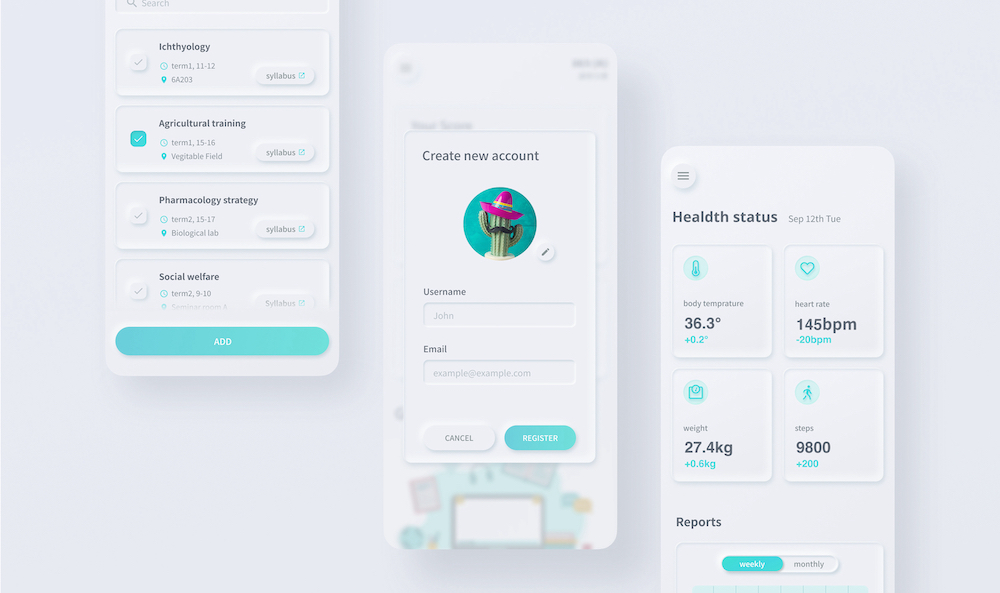 Search
Ichthyology
term1, 11-12
6A203
syllabus
Agricultural training
term1, 15-16
Vegitable Field
syllabus
Pharmacology strategy
term2, 15-17
Biological lab
syllabus
Social welfare
term2, 9-10
Syllabus
ADD
Your Score
Create new account
Username
John
Email
example@example.com
CANCEL
REGISTER
Healdth status
Sep 12th Tue
body temprature
36.3°
+0.2°
heart rate
145bpm
-20bpm
weight
27.4kg
+0.6kg
steps
9800
+200
Reports
weekly
monthly